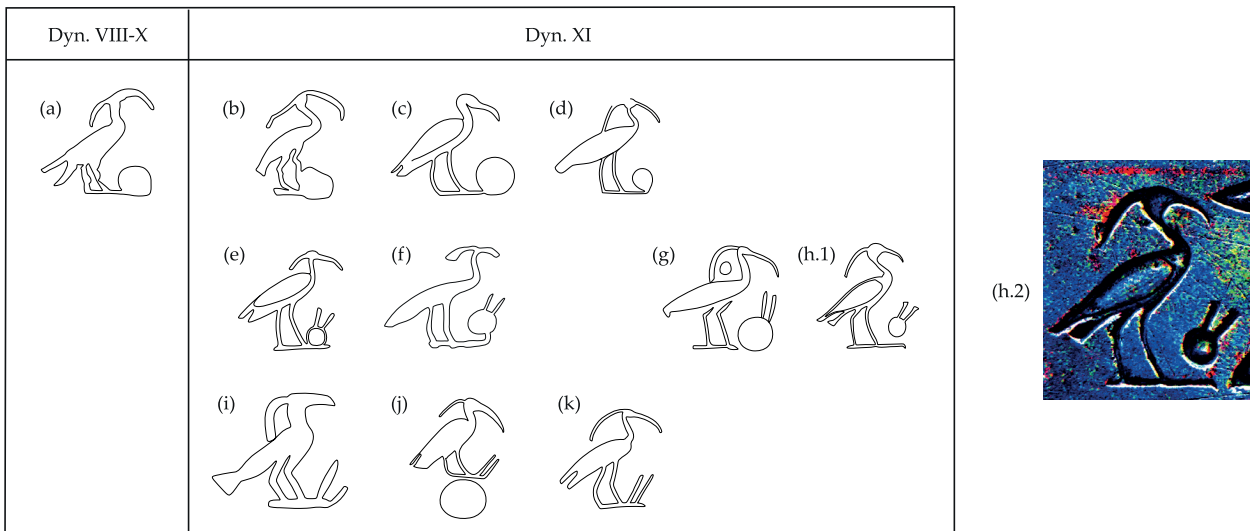 Dyn. VIII-X Dyn. XI
(a) (b) (c) (d)
(e) (f) (g) (h.1) (h.2)
(i) (j) (k)